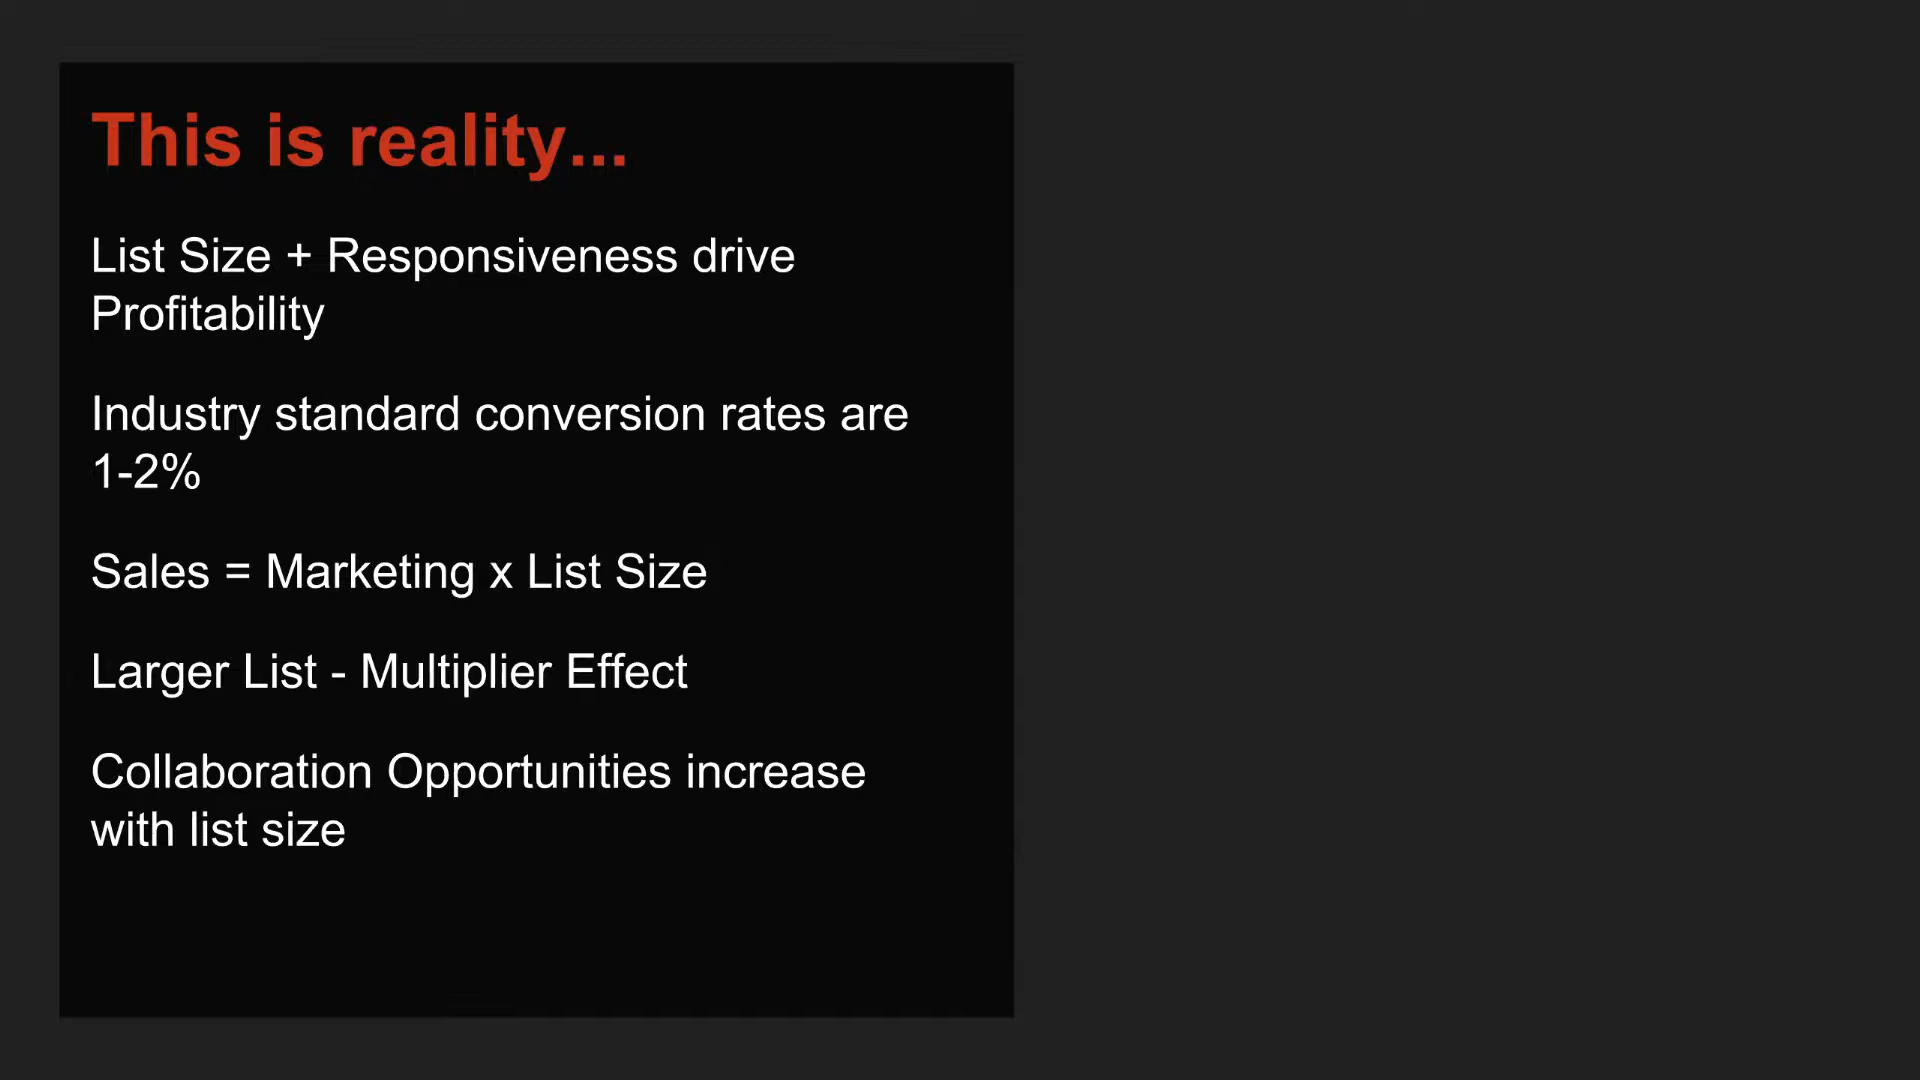 This is reality...
List Size + Responsiveness drive
Profitability
Industry standard conversion rates are
1-2%
Sales = Marketing x List Size
Larger List - Multiplier Effect
Collaboration Opportunities increase
with list size